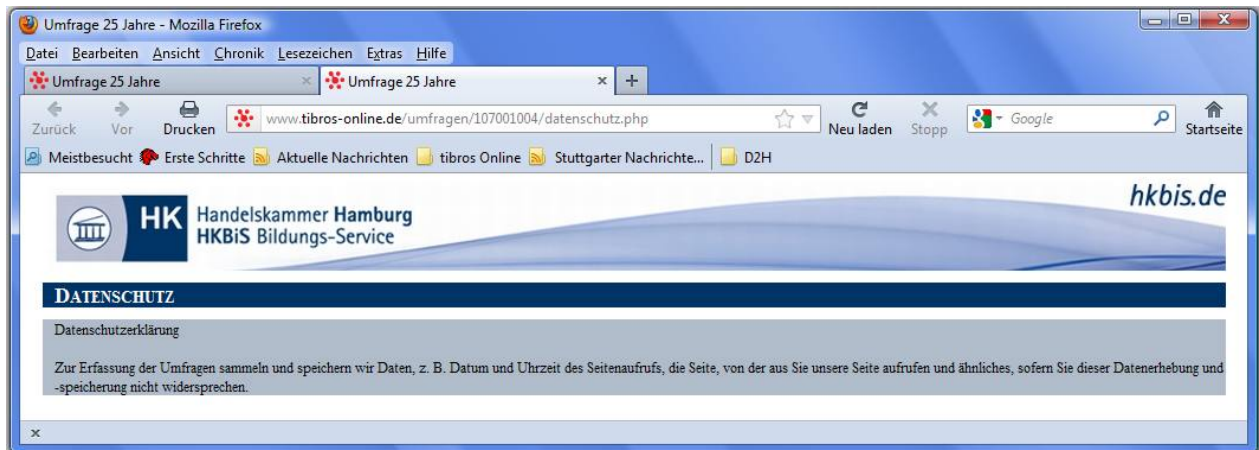 Umfrage 25 Jahre - Mozilla Firefox
Datei Bearbeiten Ansicht Chronik Lesezeichen Extras Hilfe
Umfrage 25 Jahre × Umfrage 25 Jahre × +
Zurück Vor Drucken www.tibros-online.de/umfragen/107001004/datenschutz.php Neu laden Stopp Google Startseite
Meistbesucht Erste Schritte Aktuelle Nachrichten tibros Online Stuttgarter Nachrichte... D2H
hkbis.de
HK Handelskammer Hamburg
HKBiS Bildungs-Service
DATENSCHUTZ
Datenschutzerklärung
Zur Erfassung der Umfragen sammeln und speichern wir Daten, z. B. Datum und Uhrzeit des Seitenaufrufs, die Seite, von der aus Sie unsere Seite aufrufen und ähnliches, sofern Sie dieser Datenerhebung und
-speicherung nicht widersprechen.
×